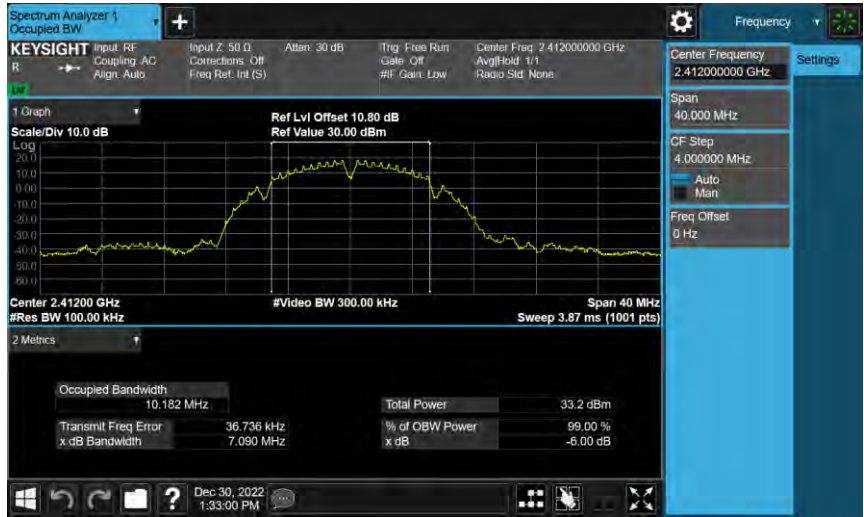 Spectrum Analyzer 1
Occupied BW
+
Frequency
KEYSIGHT
R
Input: RF
Coupling: AC
Align: Auto
Input Z: 50 Ω
Corrections: Off
Freq Ref: Int (S)
Atten: 30 dB
Trig: Free Run
Gate: Off
#IF Gain: Low
Center Freq: 2.412000000 GHz
Avg|Hold: 1/1
Radio Std: None
Center Frequency
2.412000000 GHz
Settings
Span
40.000 MHz
CF Step
4.000000 MHz
Auto
Man
Freq Offset
0 Hz
1 Graph
Scale/Div 10.0 dB
Ref Lvl Offset 10.80 dB
Ref Value 30.00 dBm
Log
20.0
10.0
0.00
-10.0
-20.0
-30.0
-40.0
-50.0
-60.0
Center 2.41200 GHz
#Res BW 100.00 kHz
#Video BW 300.00 kHz
Span 40 MHz
Sweep 3.87 ms (1001 pts)
2 Metrics
Occupied Bandwidth
10.182 MHz
Total Power 33.2 dBm
Transmit Freq Error 36.736 kHz
% of OBW Power 99.00 %
x dB Bandwidth 7.090 MHz
x dB -6.00 dB
?
Dec 30, 2022
1:33:00 PM